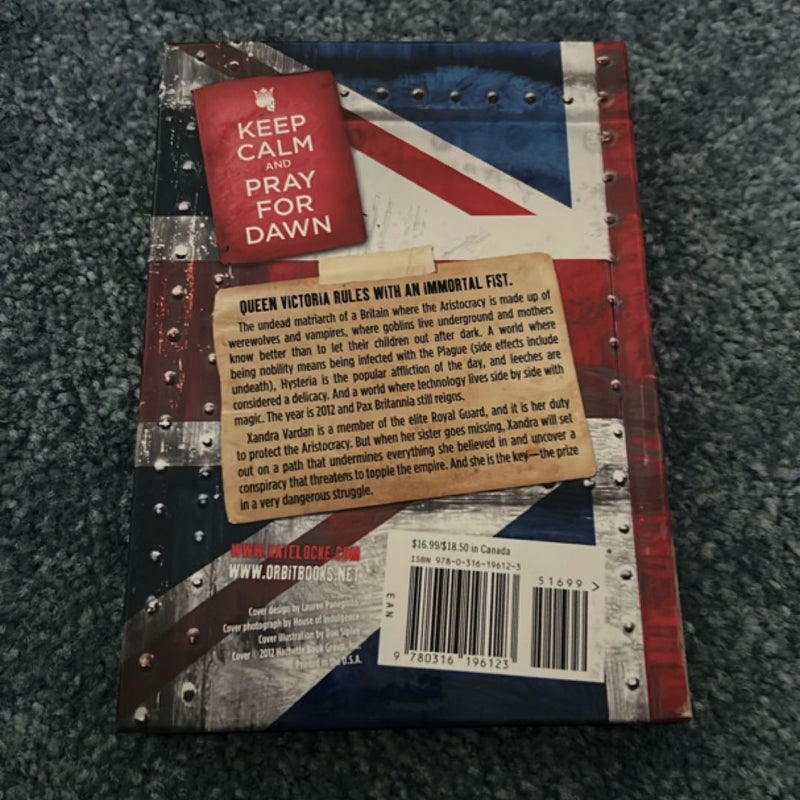 KEEP
CALM
AND
PRAY
FOR
DAWN
QUEEN VICTORIA RULES WITH AN IMMORTAL FIST.
The undead matriarch of a Britain where the Aristocracy is made up of
werewolves and vampires, where goblins live underground and mothers
know better than to let their children out after dark. A world where
being nobility means being infected with the Plague (side effects include
undeath), Hysteria is the popular affliction of the day, and leeches are
considered a delicacy. And a world where technology lives side by side with
magic. The year is 2012 and Pax Britannia still reigns.
Xandra Vardan is a member of the elite Royal Guard, and it is her duty
to protect the Aristocracy. But when her sister goes missing, Xandra will set
out on a path that undermines everything she believed in and uncover a
conspiracy that threatens to topple the empire. And she is the key—the prize
in a very dangerous struggle.
WWW.KATELOCKE.COM
WWW.ORBITBOOKS.NET
Cover design by Lauren Panepinto
Cover photograph by House of Indulgence
Cover illustration by Don Sipley
Cover © 2012 Hachette Book Group, Inc.
Printed in the U.S.A.
$16.99/$18.50 in Canada
ISBN 978-0-316-19612-3
51699 >
EAN
9 780316 196123